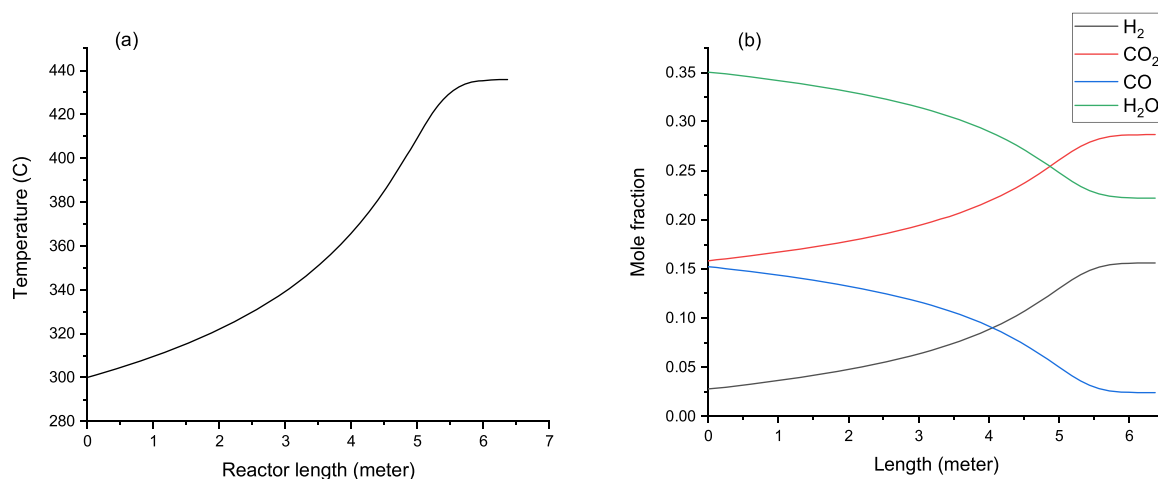 (a)
Temperature (C)
440
420
400
380
360
340
320
300
280
0 1 2 3 4 5 6 7
Reactor length (meter)
(b)
H₂
CO₂
CO
H₂O
Mole fraction
0.35
0.30
0.25
0.20
0.15
0.10
0.05
0.00
0 1 2 3 4 5 6
Length (meter)